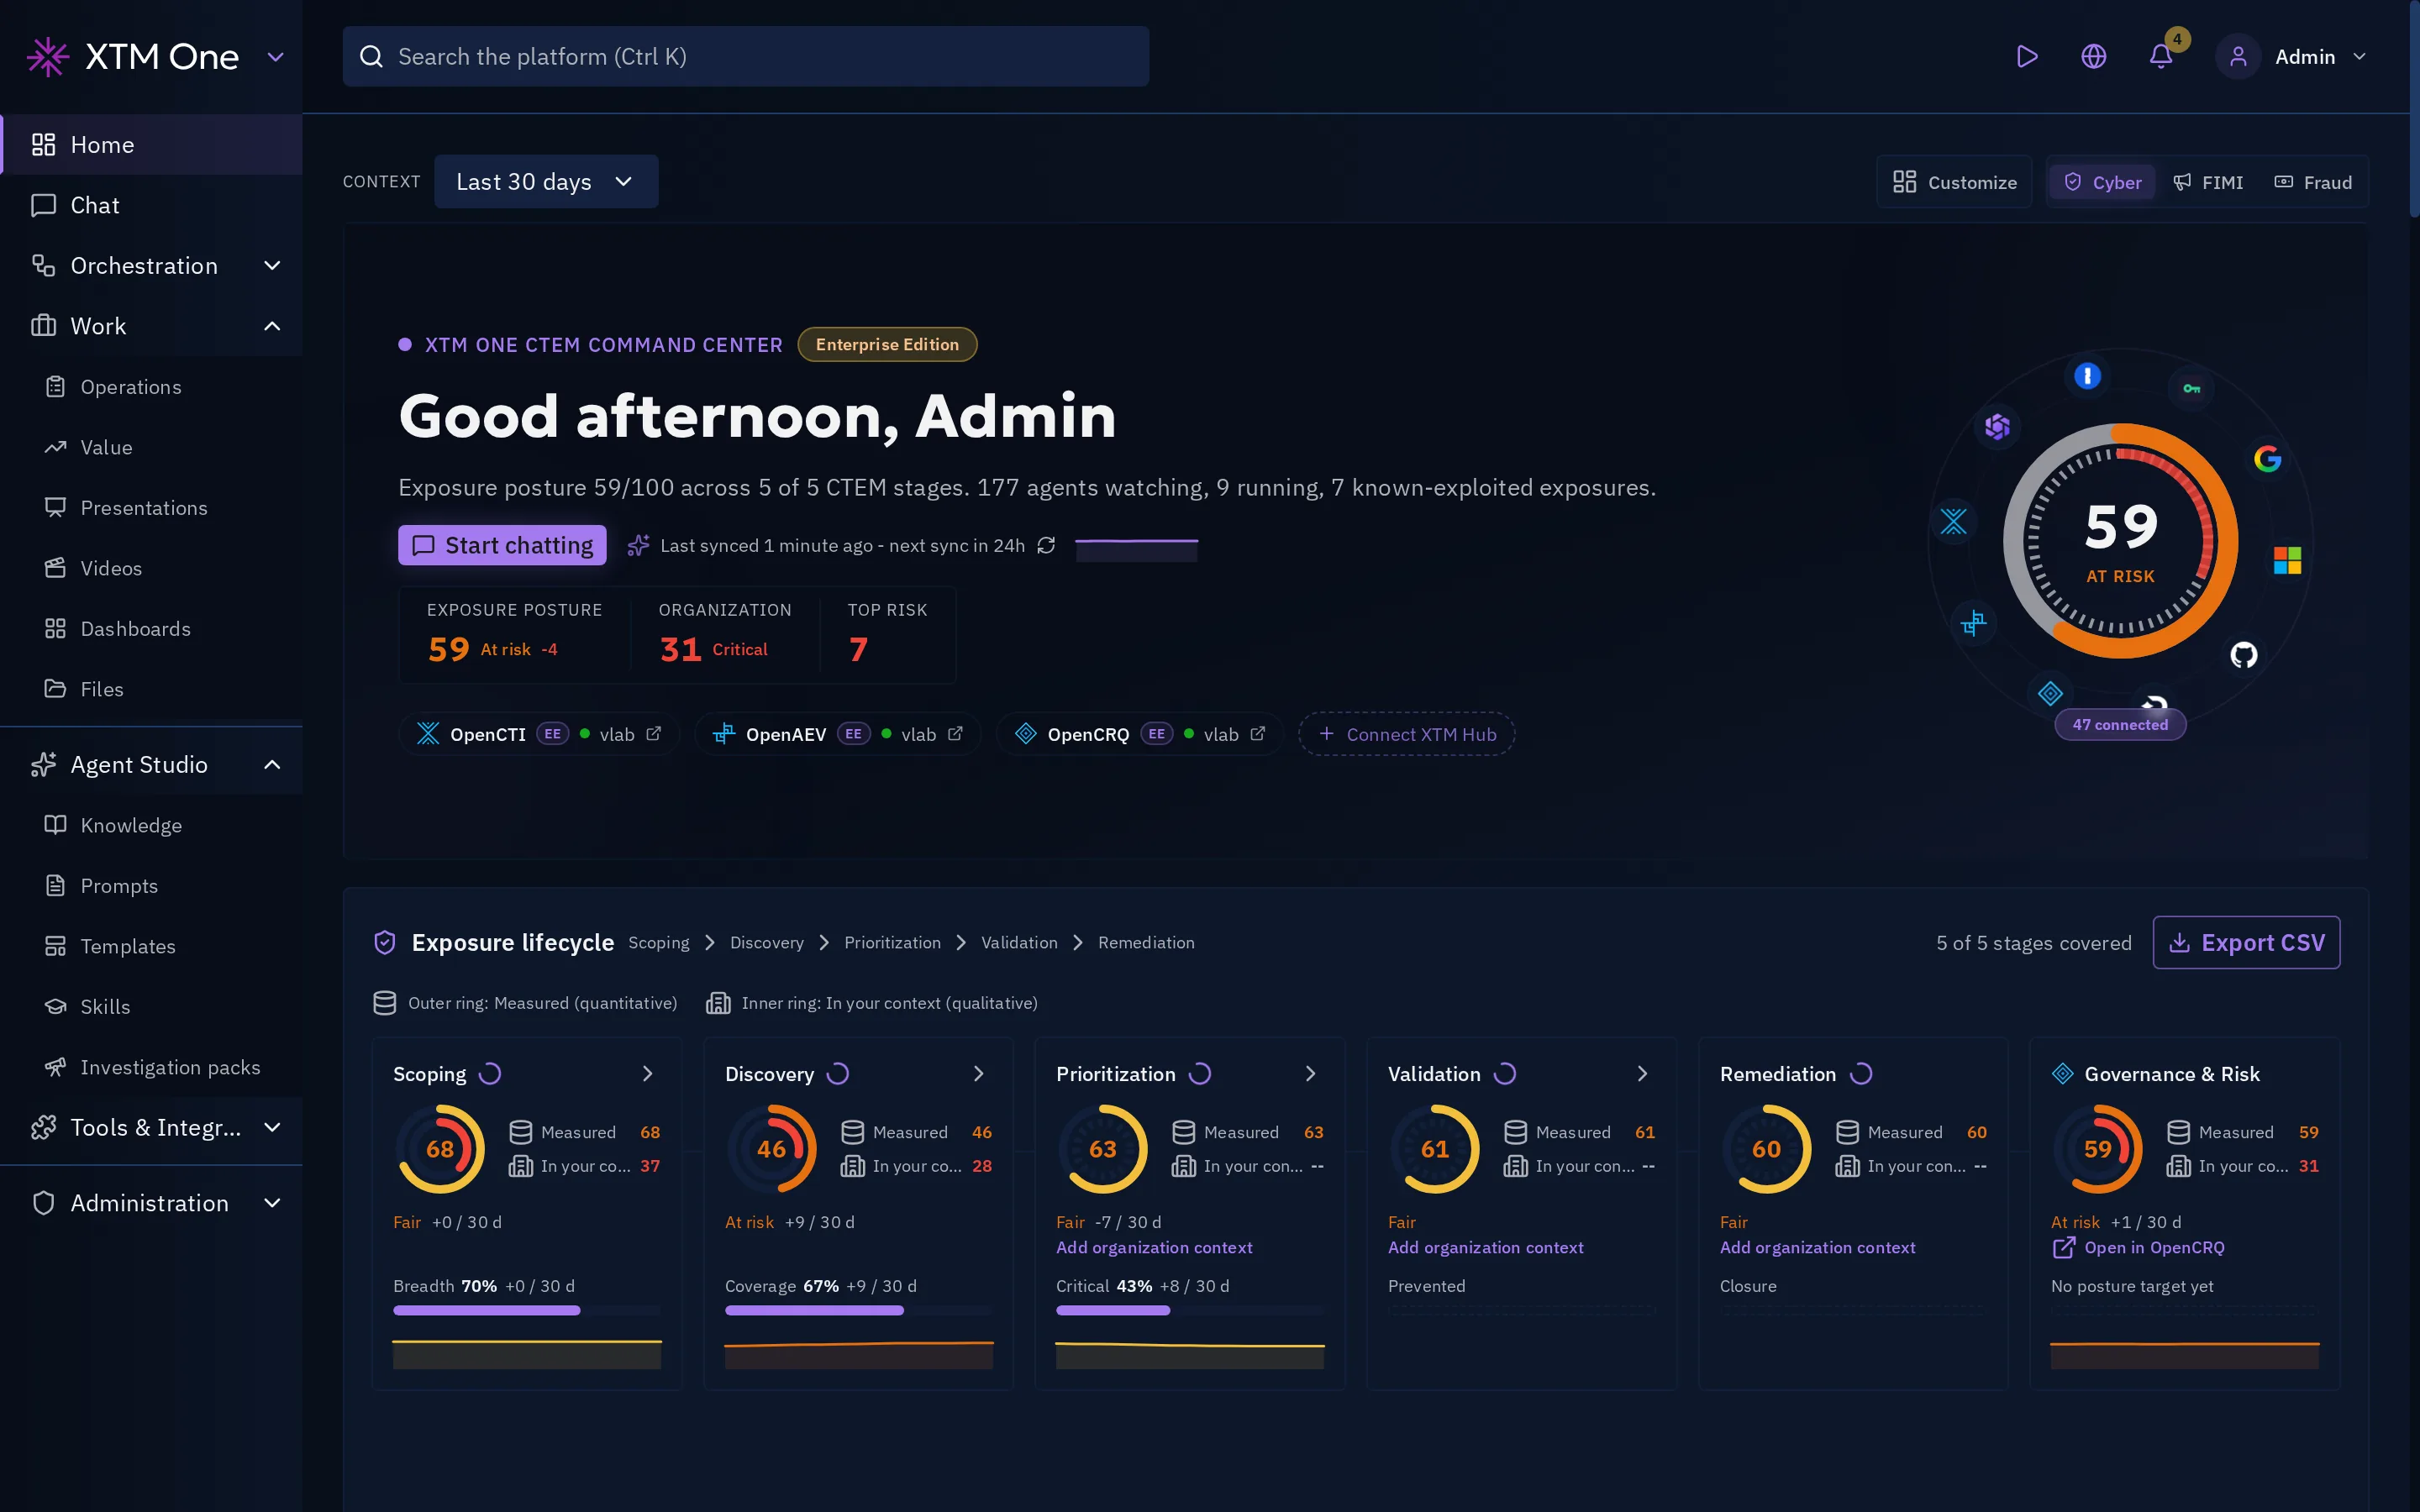 XTM One
Search the platform (Ctrl K)
4
Admin
Home
Chat
Orchestration
Work
Operations
Value
Presentations
Videos
Dashboards
Files
Agent Studio
Knowledge
Prompts
Templates
Skills
Investigation packs
Tools & Integr...
Administration
CONTEXT
Last 30 days
Customize
Cyber
FIMI
Fraud
XTM ONE CTEM COMMAND CENTER
Enterprise Edition
Good afternoon, Admin
Exposure posture 59/100 across 5 of 5 CTEM stages. 177 agents watching, 9 running, 7 known-exploited exposures.
Start chatting
Last synced 1 minute ago - next sync in 24h
EXPOSURE POSTURE
59 At risk -4
ORGANIZATION
31 Critical
TOP RISK
7
OpenCTI EE vlab
OpenAEV EE vlab
OpenCRQ EE vlab
Connect XTM Hub
59
AT RISK
47 connected
Exposure lifecycle
Scoping
Discovery
Prioritization
Validation
Remediation
5 of 5 stages covered
Export CSV
Outer ring: Measured (quantitative)
Inner ring: In your context (qualitative)
Scoping
68
Measured 68
In your co... 37
Fair +0 / 30 d
Breadth 70% +0 / 30 d
Discovery
46
Measured 46
In your co... 28
At risk +9 / 30 d
Coverage 67% +9 / 30 d
Prioritization
63
Measured 63
In your con... --
Fair -7 / 30 d
Add organization context
Critical 43% +8 / 30 d
Validation
61
Measured 61
In your con... --
Fair
Add organization context
Prevented
Remediation
60
Measured 60
In your con... --
Fair
Add organization context
Closure
Governance & Risk
59
Measured 59
In your co... 31
At risk +1 / 30 d
Open in OpenCRQ
No posture target yet